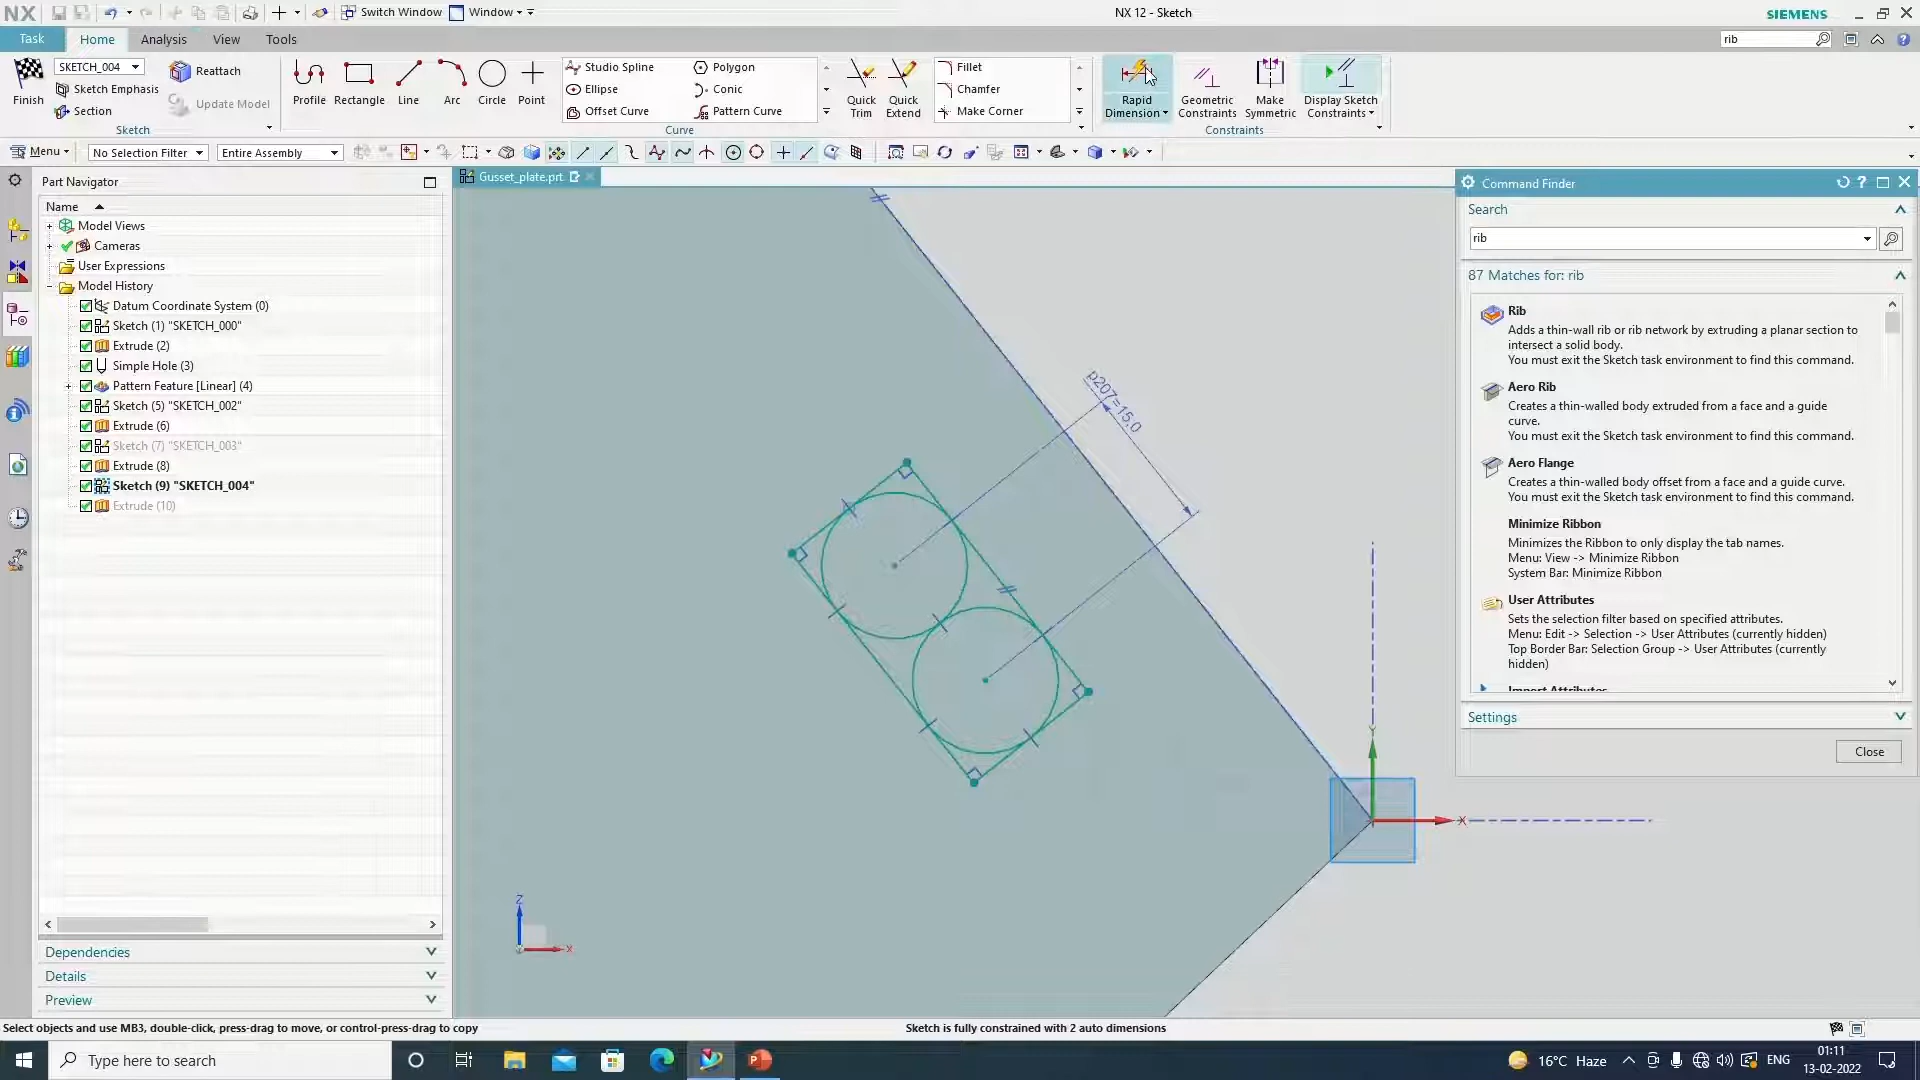 NX
Switch Window
Window
NX 12 - Sketch
SIEMENS
Task
Home
Analysis
View
Tools
rib
Finish
SKETCH_004
Sketch Emphasis
Section
Reattach
Update Model
Sketch
Profile
Rectangle
Line
Arc
Circle
Point
Studio Spline
Ellipse
Offset Curve
Polygon
Conic
Pattern Curve
Curve
Quick
Trim
Quick
Extend
Fillet
Chamfer
Make Corner
Rapid
Dimension
Geometric
Constraints
Make
Symmetric
Display Sketch
Constraints
Constraints
Menu
No Selection Filter
Entire Assembly
Part Navigator
Name
Model Views
Cameras
User Expressions
Model History
Datum Coordinate System (0)
Sketch (1) "SKETCH_000"
Extrude (2)
Simple Hole (3)
Pattern Feature [Linear] (4)
Sketch (5) "SKETCH_002"
Extrude (6)
Sketch (7) "SKETCH_003"
Extrude (8)
Sketch (9) "SKETCH_004"
Extrude (10)
Dependencies
Details
Preview
Gusset_plate.prt
p207=15.0
Y
X
Z
X
Command Finder
Search
rib
87 Matches for: rib
Rib
Adds a thin-wall rib or rib network by extruding a planar section to
intersect a solid body.
You must exit the Sketch task environment to find this command.
Aero Rib
Creates a thin-walled body extruded from a face and a guide
curve.
You must exit the Sketch task environment to find this command.
Aero Flange
Creates a thin-walled body offset from a face and a guide curve.
You must exit the Sketch task environment to find this command.
Minimize Ribbon
Minimizes the Ribbon to only display the tab names.
Menu: View -> Minimize Ribbon
System Bar: Minimize Ribbon
User Attributes
Sets the selection filter based on specified attributes.
Menu: Edit -> Selection -> User Attributes (currently hidden)
Top Border Bar: Selection Group -> User Attributes (currently
hidden)
Import Attributes
Settings
Close
Select objects and use MB3, double-click, press-drag to move, or control-press-drag to copy
Sketch is fully constrained with 2 auto dimensions
Type here to search
16°C Haze
ENG
01:11
13-02-2022